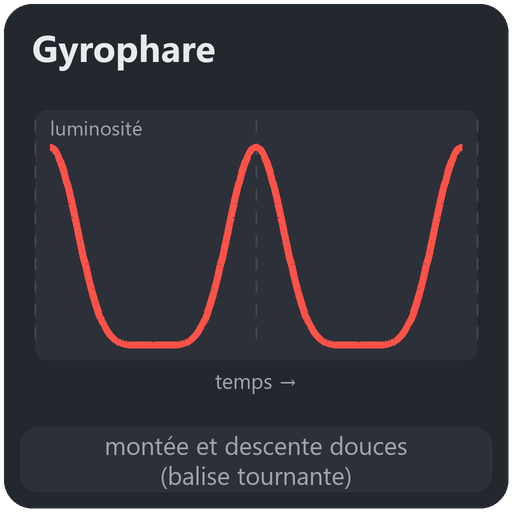 Gyrophare
luminosité
temps →
montée et descente douces
(balise tournante)